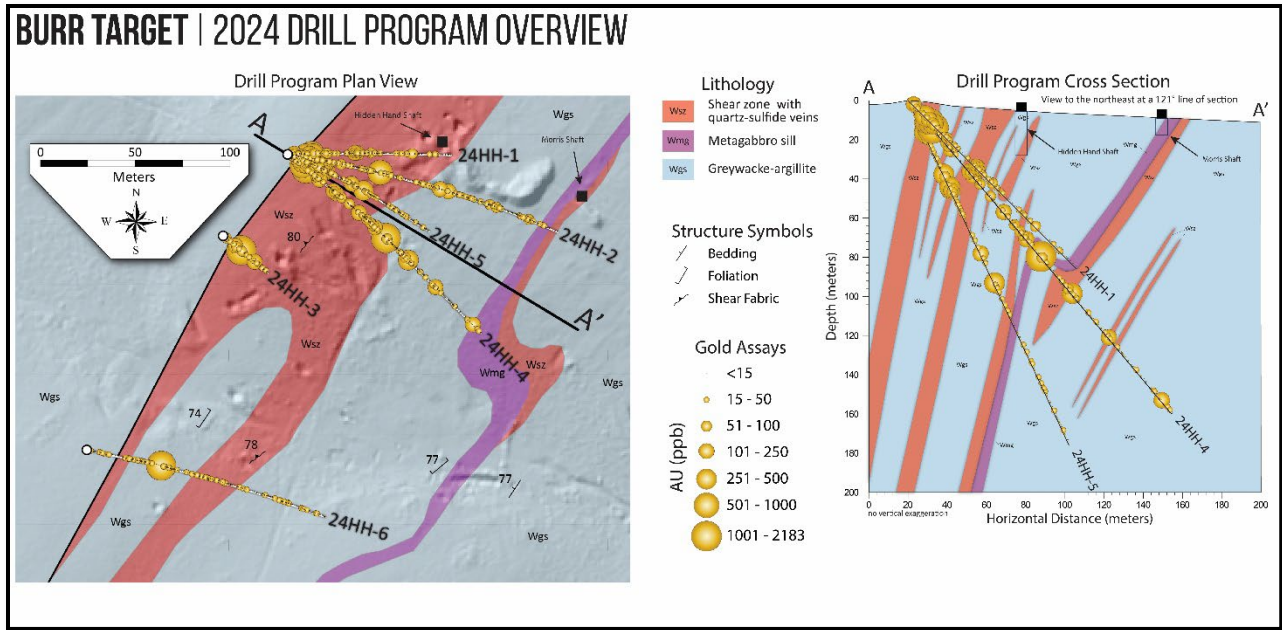 BURR TARGET | 2024 DRILL PROGRAM OVERVIEW
Drill Program Plan View
0 50 100
Meters
N
W E
S
A
Hidden Hand Shaft
Wgs
Morris Shaft
24HH-1
24HH-2
24HH-5
Wsz
80
24HH-3
A'
24HH-4
Wsz
Wsz
Wmg
Wgs
Wgs
74
78
77
77
24HH-6
Wgs
Wgs
Lithology
Wsz Shear zone with
quartz-sulfide veins
Wmg Metagabbro sill
Wgs Greywacke-argillite
Structure Symbols
Bedding
Foliation
Shear Fabric
Gold Assays
AU (ppb)
<15
15 - 50
51 - 100
101 - 250
251 - 500
501 - 1000
1001 - 2183
A Drill Program Cross Section A'
View to the northeast at a 121° line of section
Depth (meters)
0
20
40
60
80
100
120
140
160
180
200
Hidden Hand Shaft
Morris Shaft
Wmg
Wgs
24HH-1
24HH-4
24HH-5
0 20 40 60 80 100 120 140 160 180 200
no vertical exaggeration
Horizontal Distance (meters)